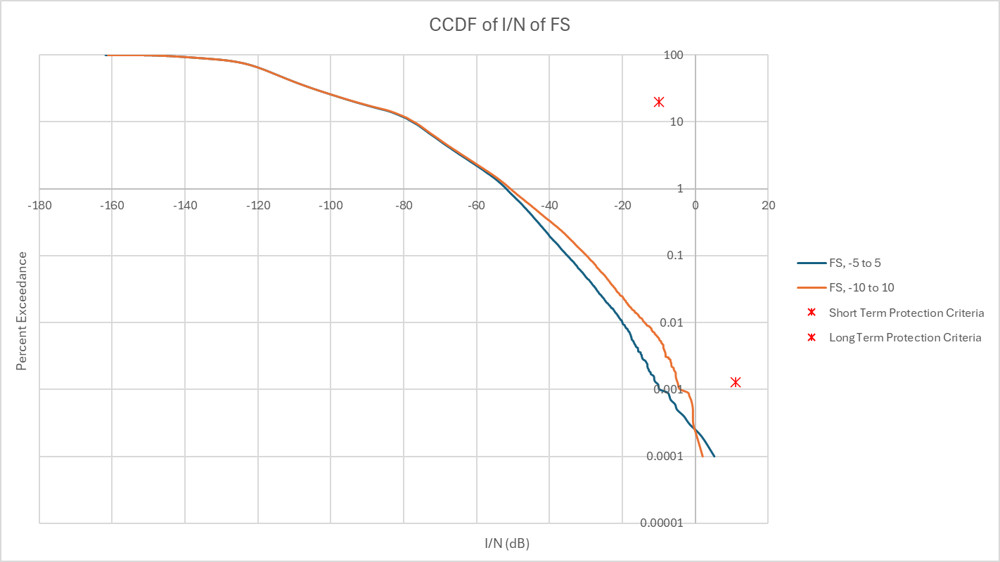 CCDF of I/N of FS
100
10
1
-180 -160 -140 -120 -100 -80 -60 -40 -20 0 20
0.1
0.01
0.001
0.0001
0.00001
Percent Exceedance
I/N (dB)
FS, -5 to 5
FS, -10 to 10
Short Term Protection Criteria
Long Term Protection Criteria